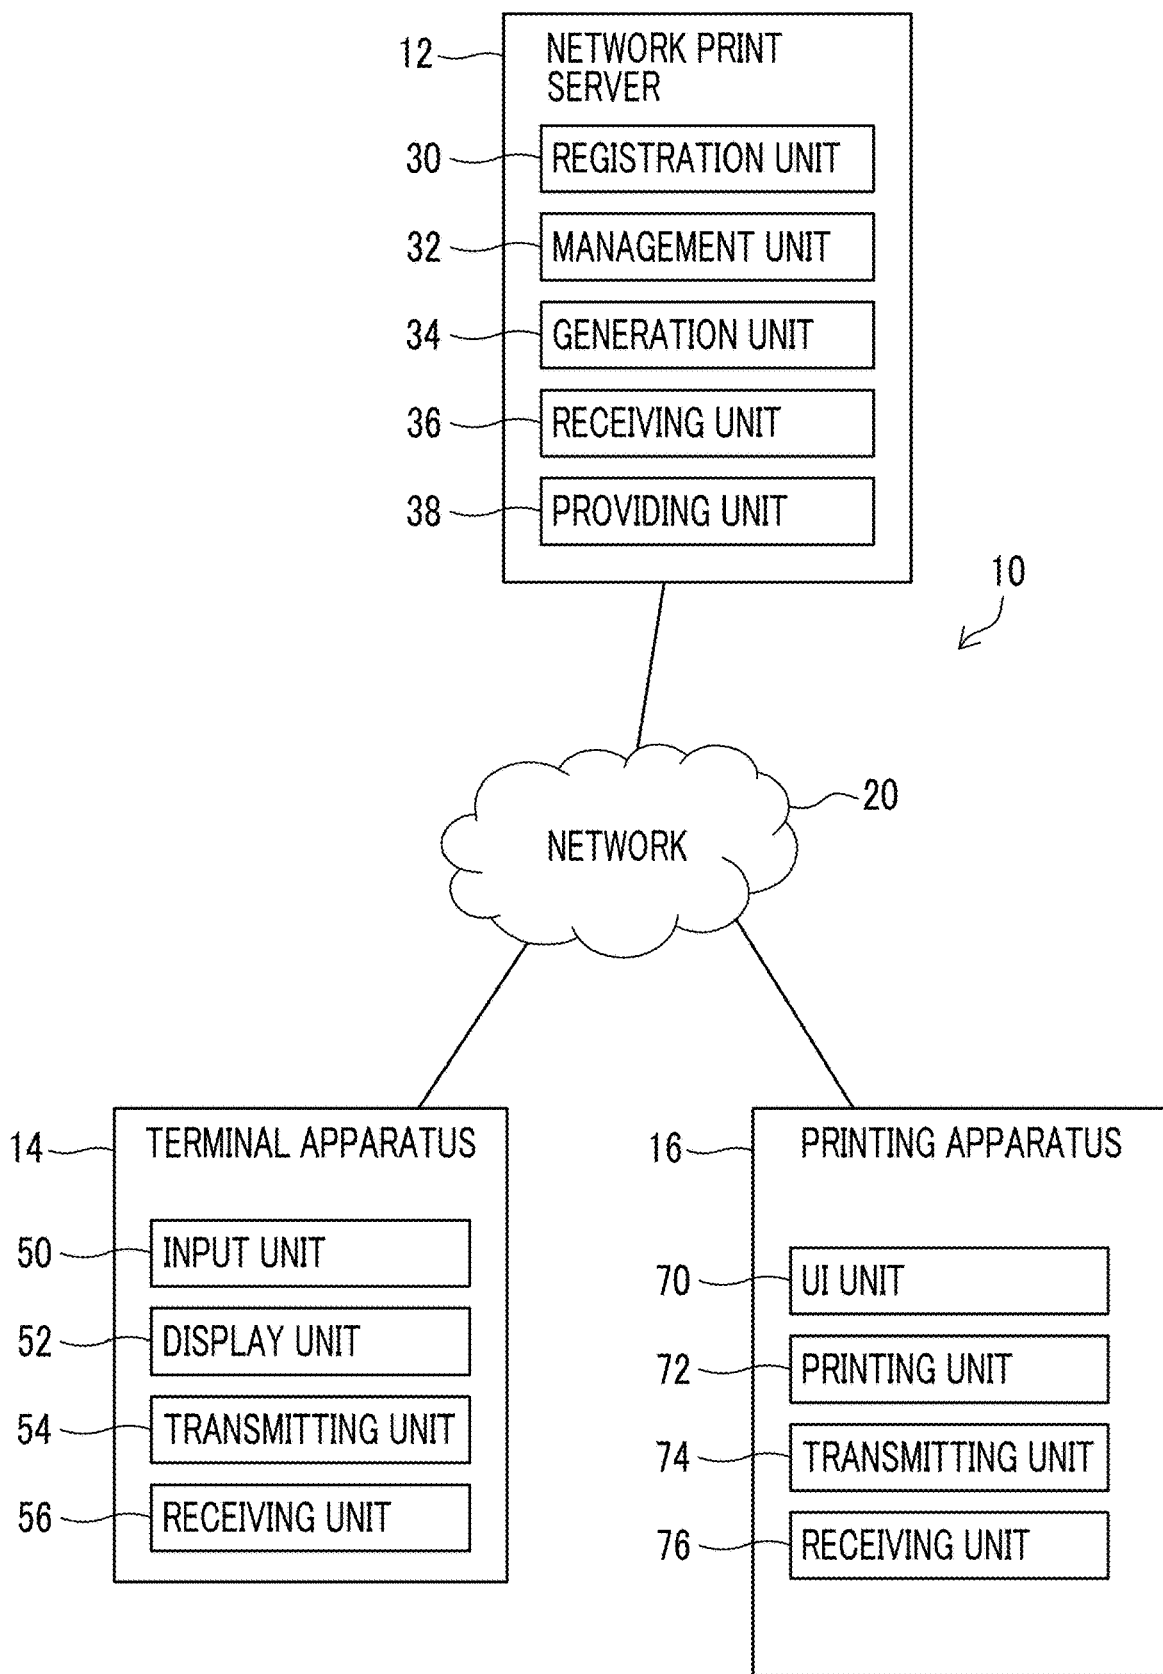 12
NETWORK PRINT
SERVER
30
REGISTRATION UNIT
32
MANAGEMENT UNIT
34
GENERATION UNIT
36
RECEIVING UNIT
38
PROVIDING UNIT
10
20
NETWORK
14
TERMINAL APPARATUS
50
INPUT UNIT
52
DISPLAY UNIT
54
TRANSMITTING UNIT
56
RECEIVING UNIT
16
PRINTING APPARATUS
70
UI UNIT
72
PRINTING UNIT
74
TRANSMITTING UNIT
76
RECEIVING UNIT